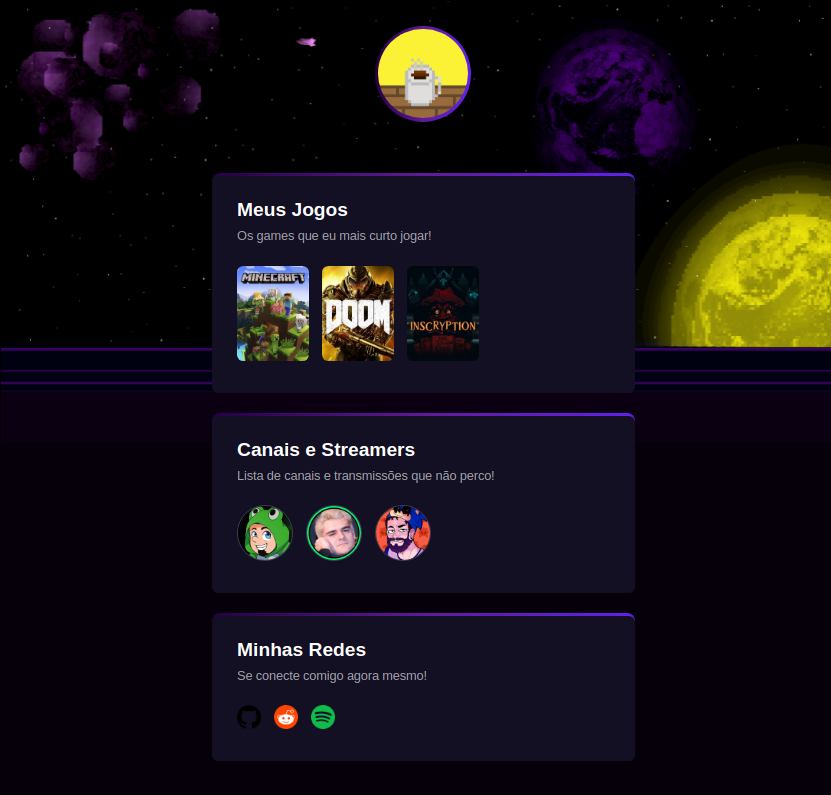 Meus Jogos
Os games que eu mais curto jogar!
MINECRAFT
DOOM
INSCRYPTION
Canais e Streamers
Lista de canais e transmissões que não perco!
Minhas Redes
Se conecte comigo agora mesmo!